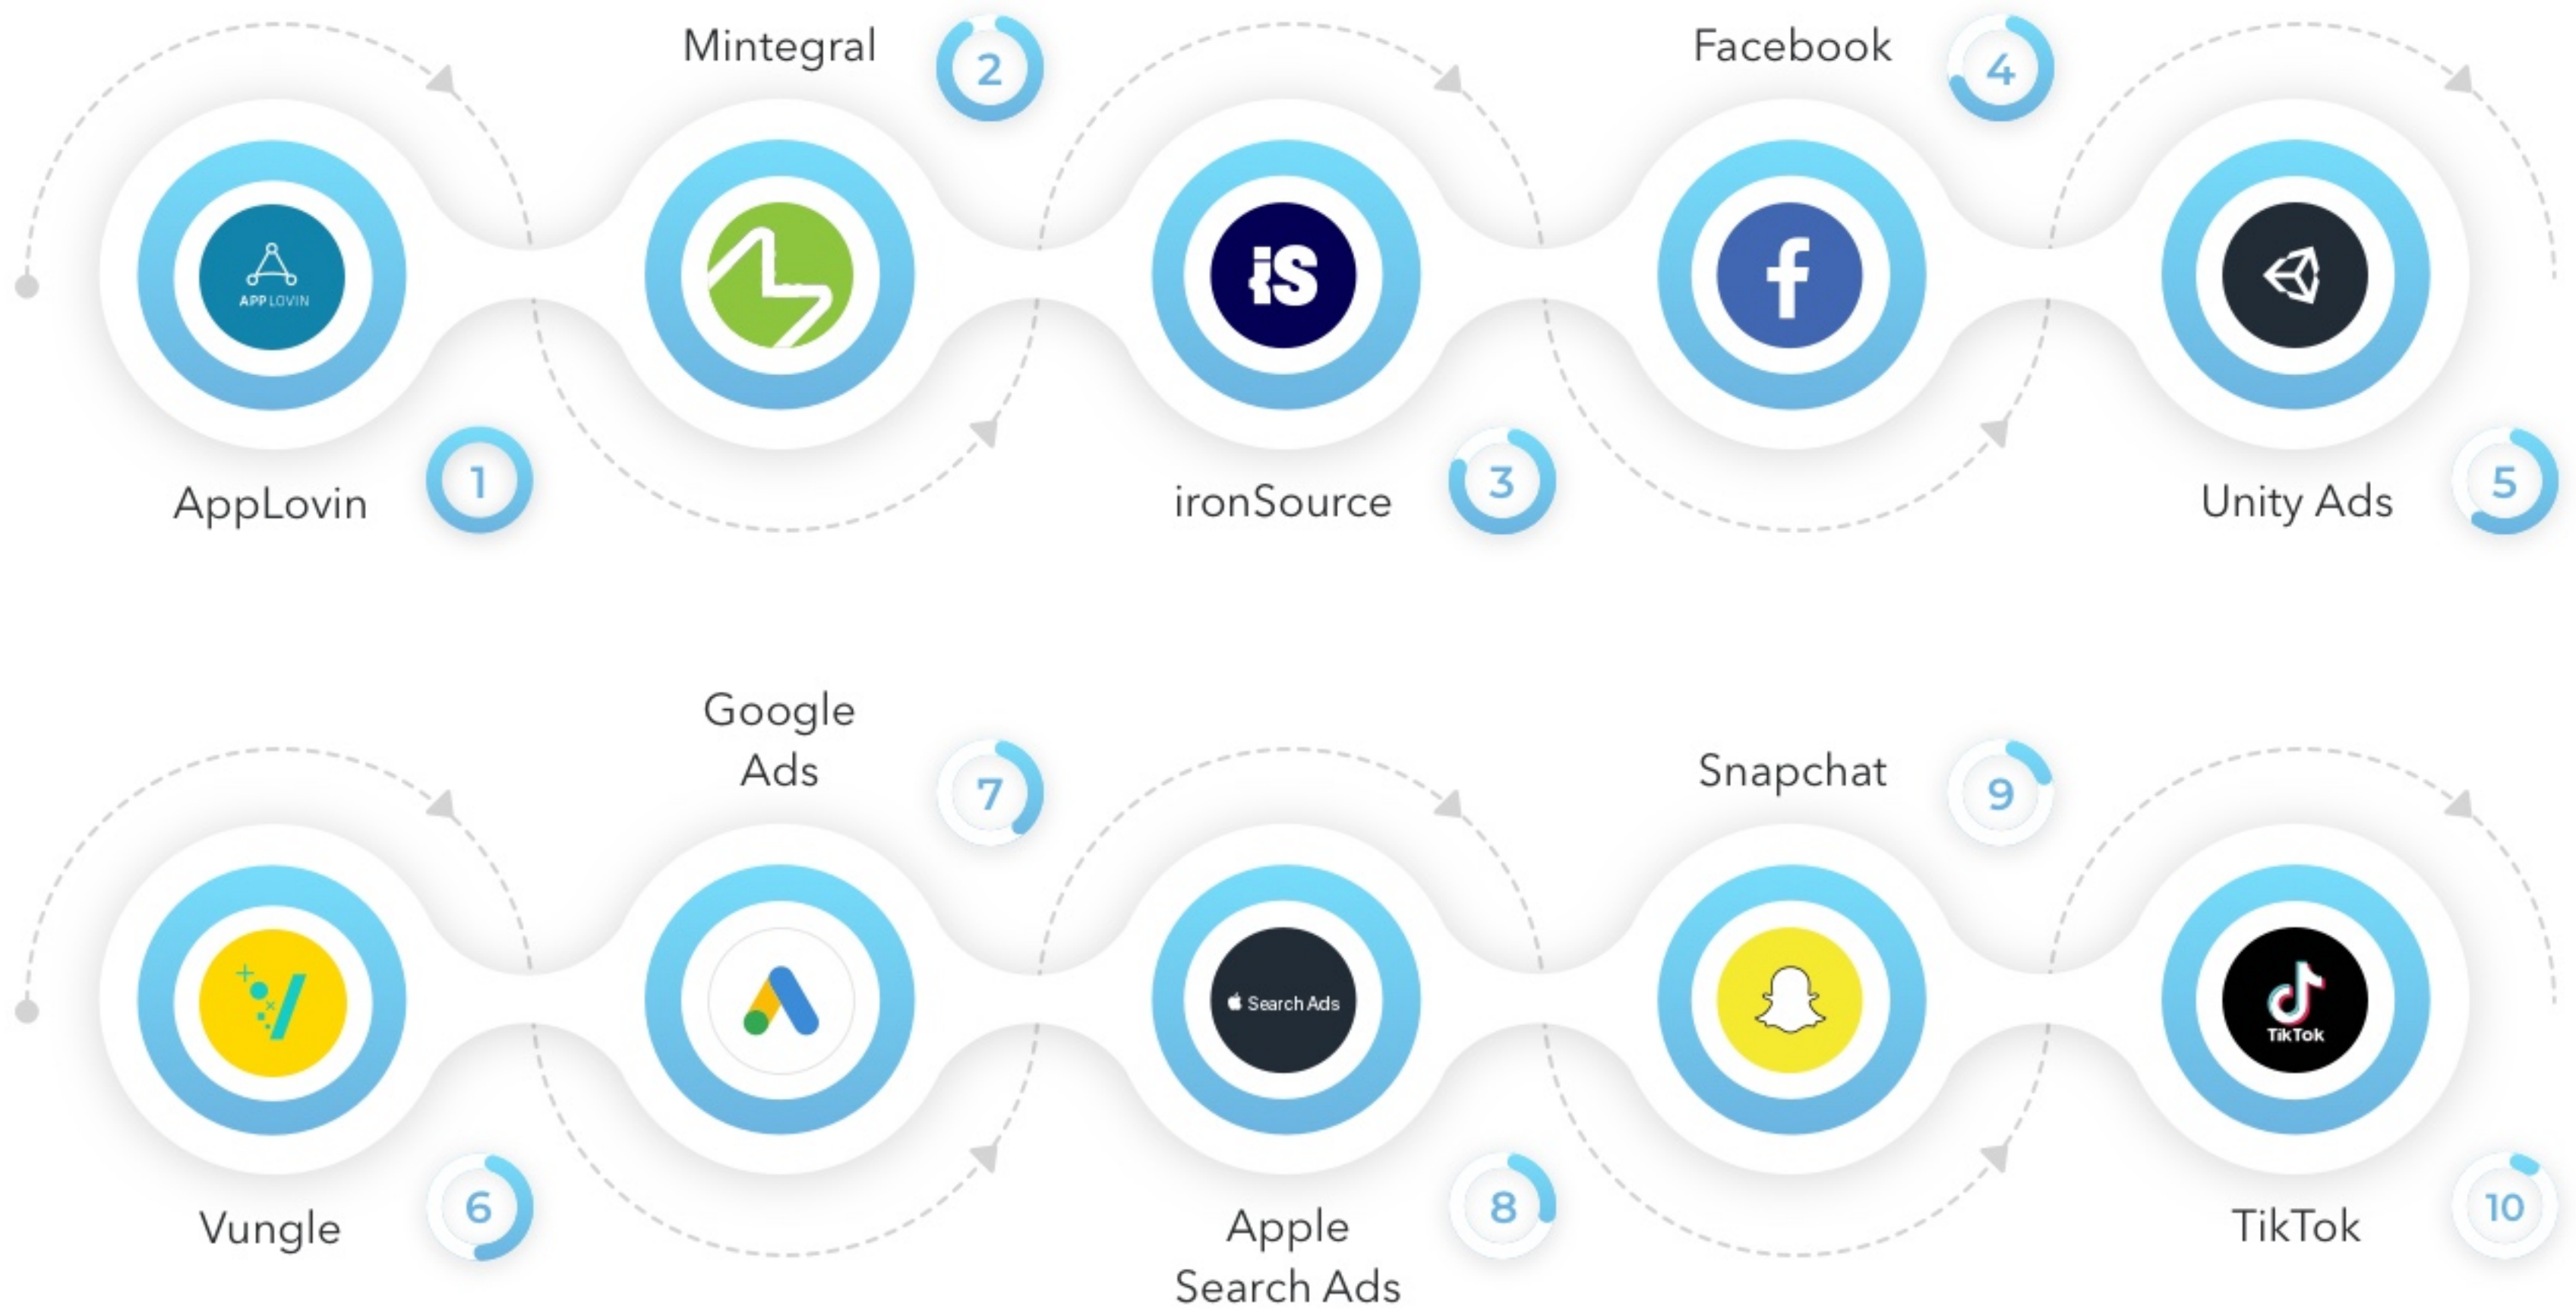 Mintegral
2
Facebook
4
APPLOVIN
iS
f
AppLovin
1
ironSource
3
Unity Ads
5
Google
Ads
7
Snapchat
9
Search Ads
TikTok
Vungle
6
Apple
Search Ads
8
TikTok
10